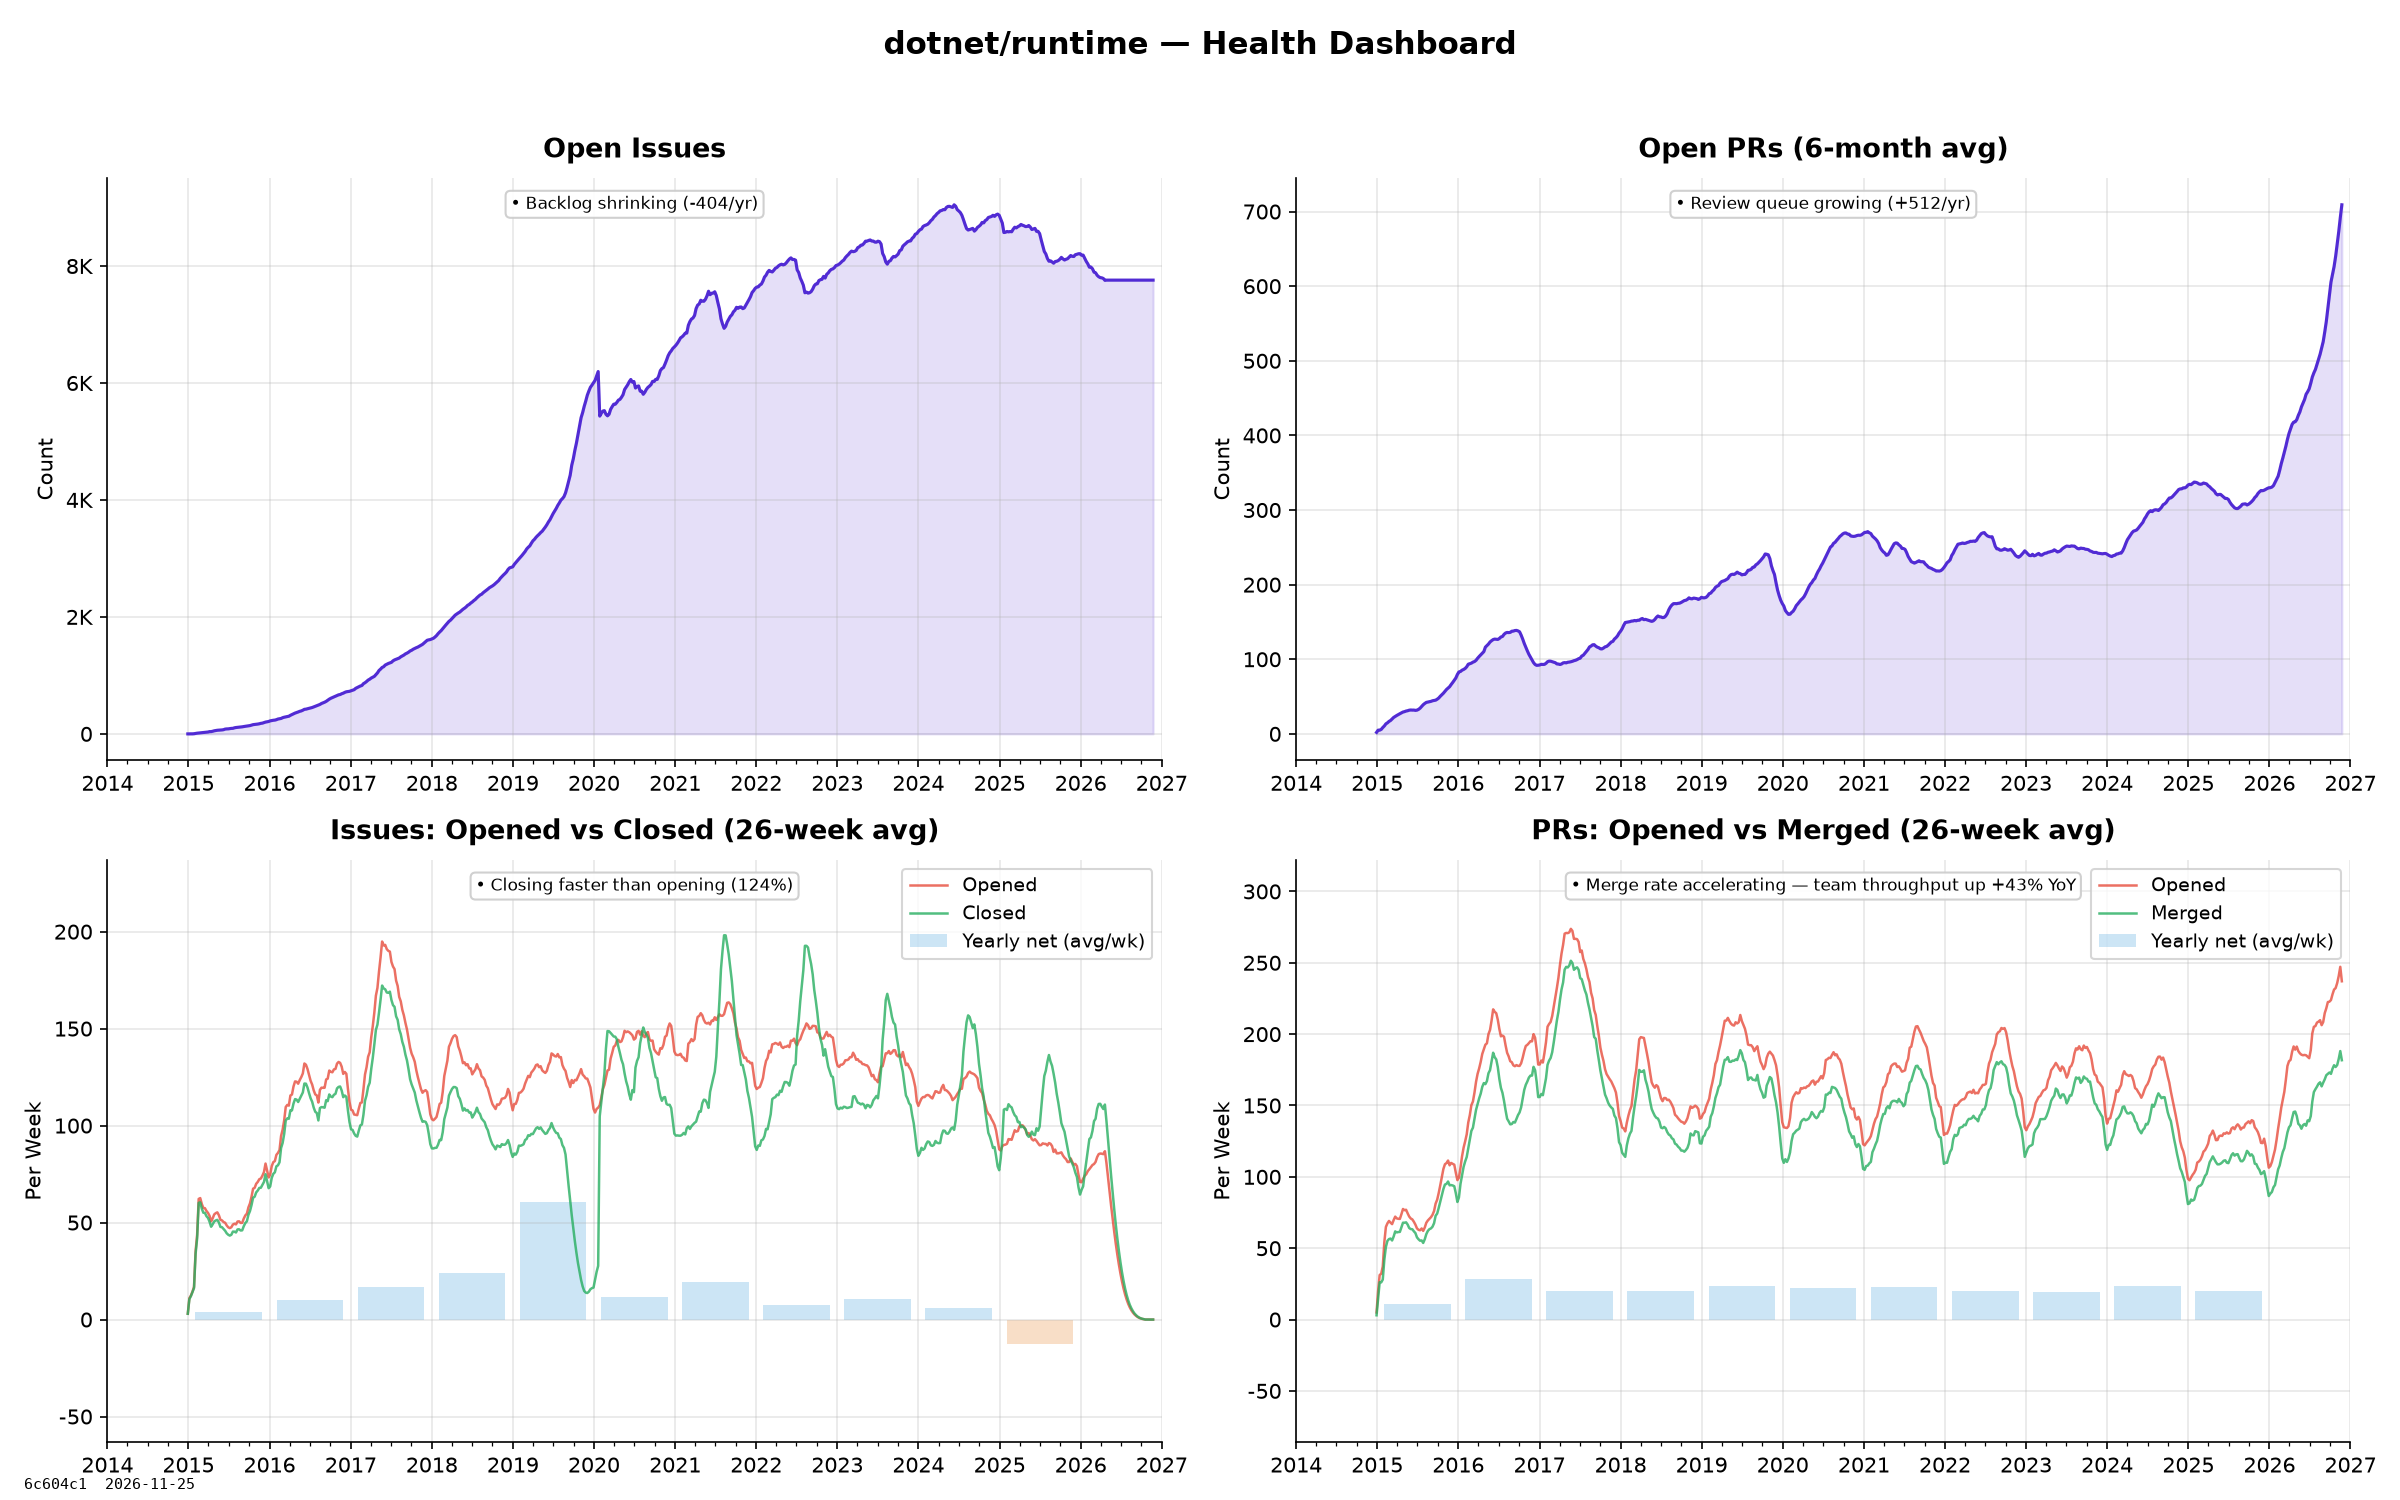 dotnet/runtime — Health Dashboard
Open Issues
• Backlog shrinking (-404/yr)
Count
8K
6K
4K
2K
0
2014 2015 2016 2017 2018 2019 2020 2021 2022 2023 2024 2025 2026 2027
Open PRs (6-month avg)
• Review queue growing (+512/yr)
Count
700
600
500
400
300
200
100
0
2014 2015 2016 2017 2018 2019 2020 2021 2022 2023 2024 2025 2026 2027
Issues: Opened vs Closed (26-week avg)
• Closing faster than opening (124%)
Opened
Closed
Yearly net (avg/wk)
Per Week
200
150
100
50
0
-50
2014 2015 2016 2017 2018 2019 2020 2021 2022 2023 2024 2025 2026 2027
PRs: Opened vs Merged (26-week avg)
• Merge rate accelerating — team throughput up +43% YoY
Opened
Merged
Yearly net (avg/wk)
Per Week
300
250
200
150
100
50
0
-50
2014 2015 2016 2017 2018 2019 2020 2021 2022 2023 2024 2025 2026 2027
6c604c1 2026-11-25